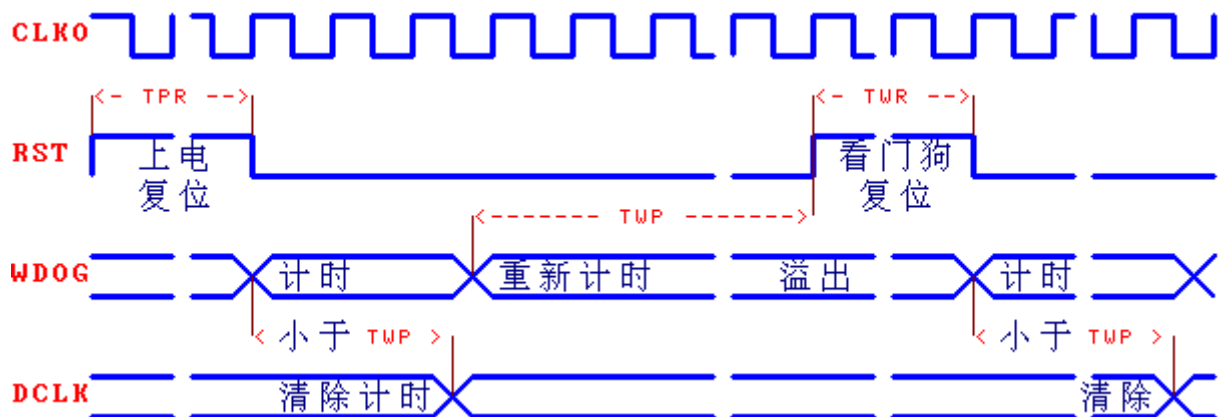 CLKO
<- TPR --> <- TWR -->
RST 上电 看门狗
复位 复位
<------ TWP ------->
WDOG 计时 重新计时 溢出 计时
< 小于 TWP > < 小于 TWP >
DCLK 清除计时 清除